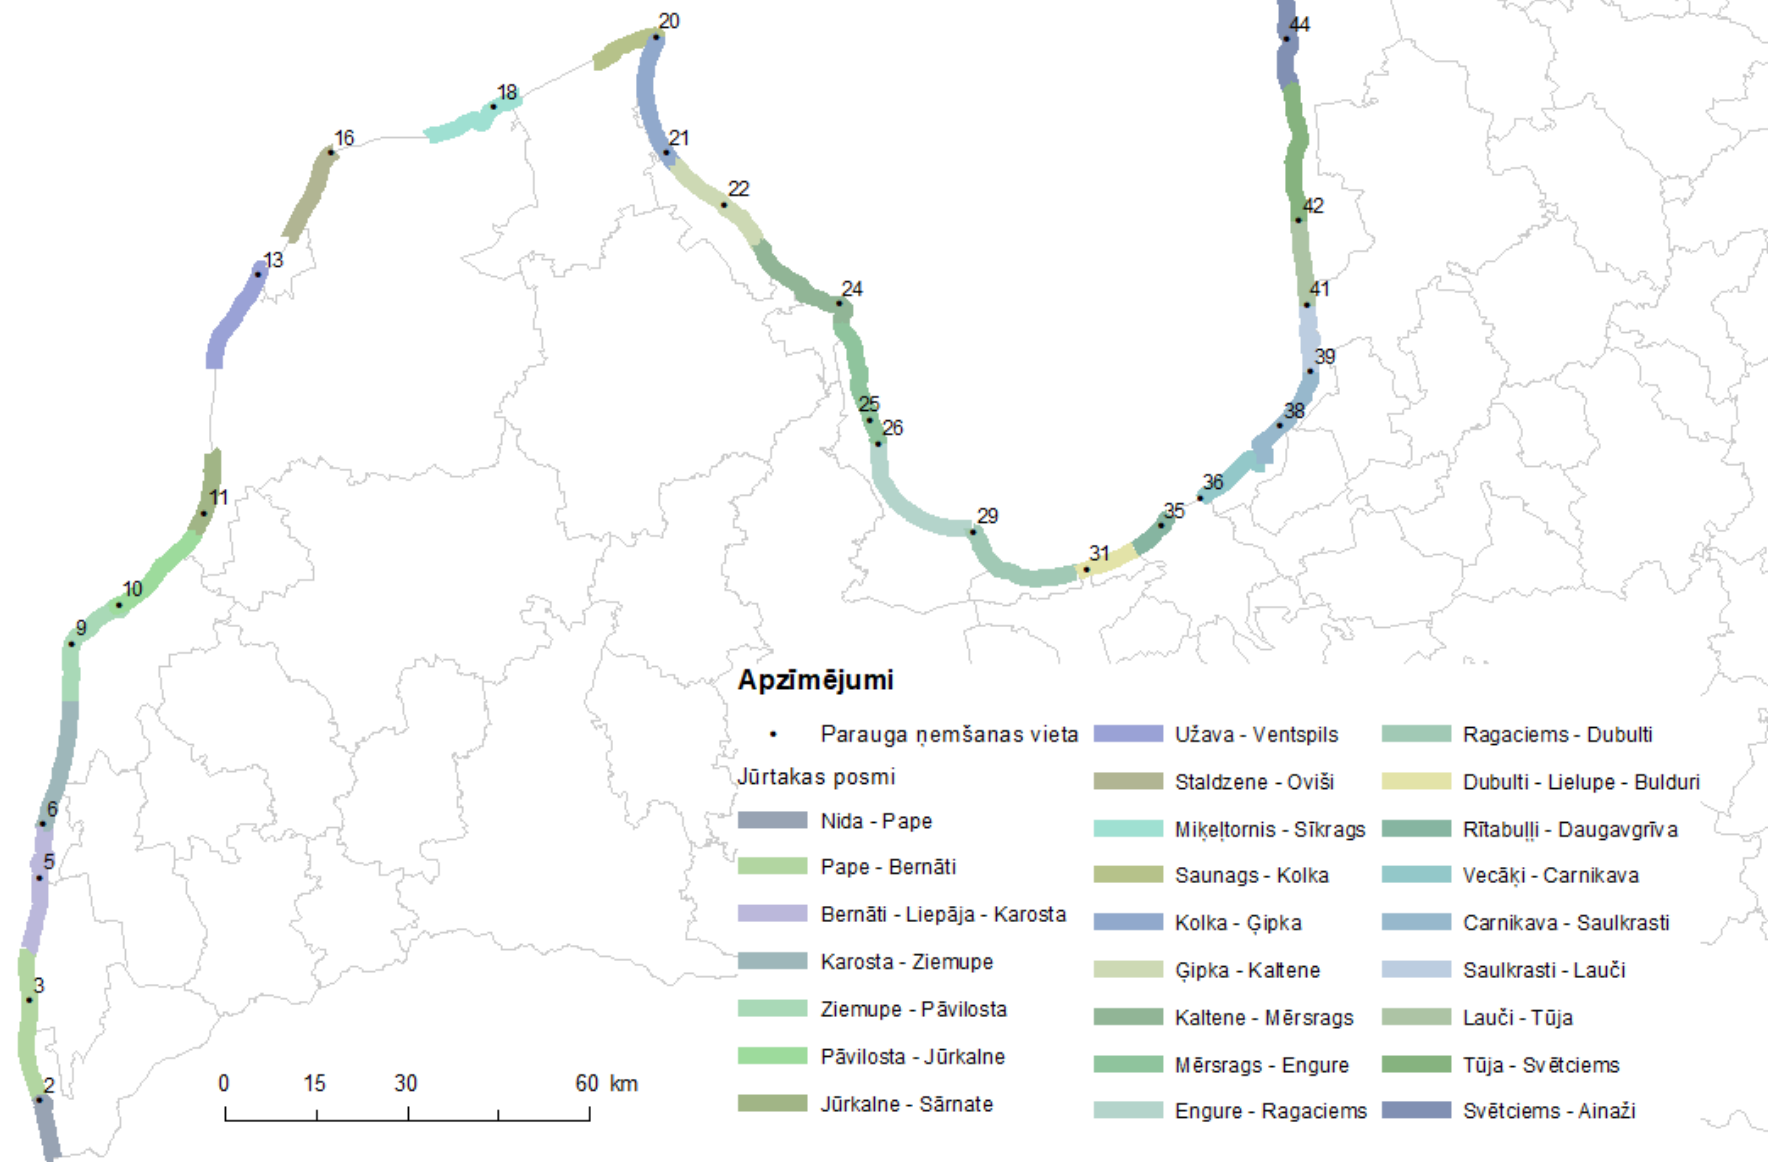 20
44
18
16
21
22
42
13
24
41
39
25
38
26
36
11
29
35
31
10
9
6
5
3
2
0 15 30 60 km
Apzīmējumi
Parauga ņemšanas vieta
Jūrtakas posmi
Nida - Pape
Pape - Bernāti
Bernāti - Liepāja - Karosta
Karosta - Ziemupe
Ziemupe - Pāvilosta
Pāvilosta - Jūrkalne
Jūrkalne - Sārnate
Užava - Ventspils
Staldzene - Oviši
Miķeļtornis - Sīkrags
Saunags - Kolka
Kolka - Ģipka
Ģipka - Kaltene
Kaltene - Mērsrags
Mērsrags - Engure
Engure - Ragaciems
Ragaciems - Dubulti
Dubulti - Lielupe - Bulduri
Rītabuļļi - Daugavgrīva
Vecāķi - Carnikava
Carnikava - Saulkrasti
Saulkrasti - Lauči
Lauči - Tūja
Tūja - Svētciems
Svētciems - Ainaži